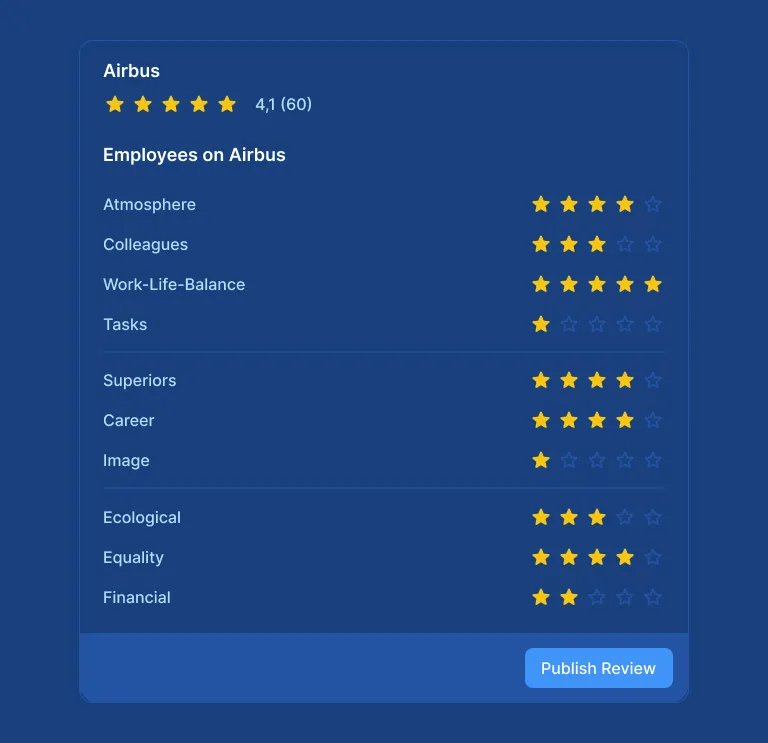 Airbus
4,1 (60)
Employees on Airbus
Atmosphere
Colleagues
Work-Life-Balance
Tasks
Superiors
Career
Image
Ecological
Equality
Financial
Publish Review